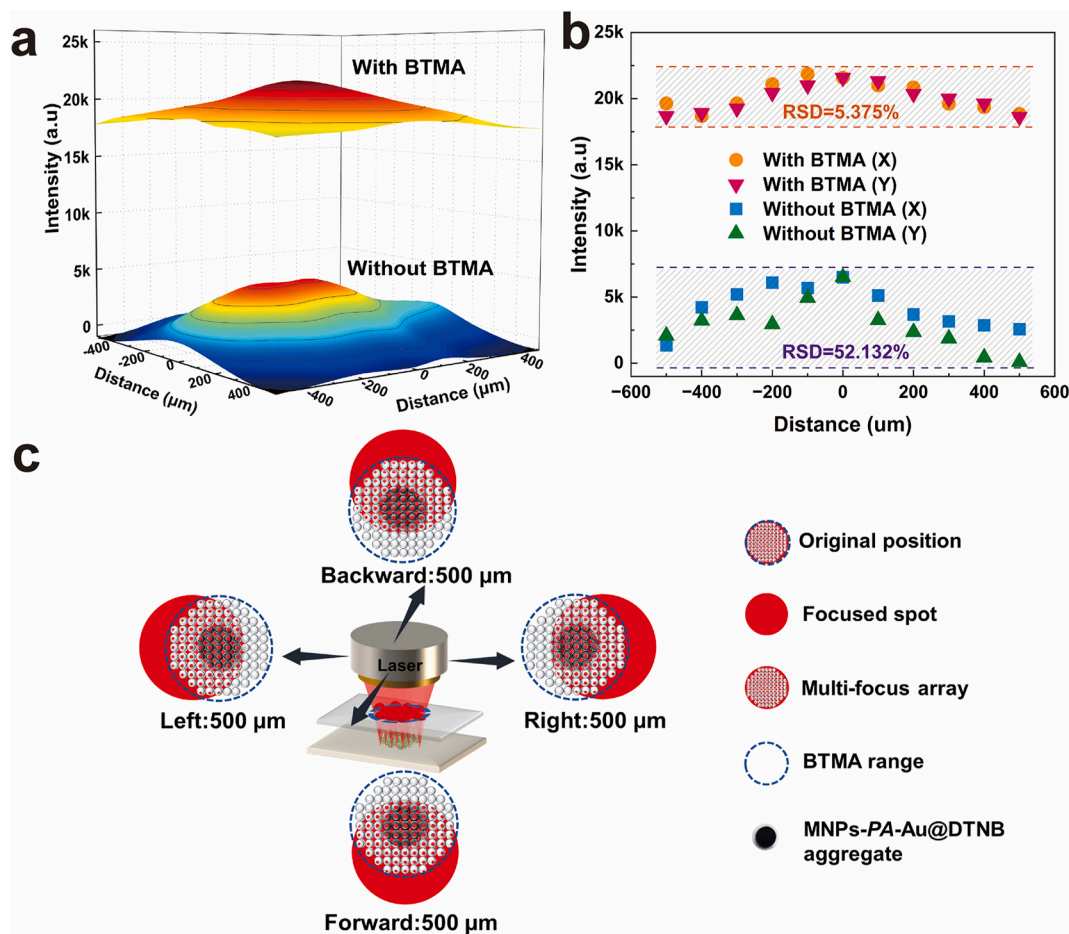 a
25k
20k
15k
10k
5k
0
Intensity (a.u)
With BTMA
Without BTMA
-400
-200
0
200
400
Distance (μm)
-400
-200
0
200
400
Distance (μm)
b
25k
20k
15k
10k
5k
0
Intensity (a.u)
RSD=5.375%
With BTMA (X)
With BTMA (Y)
Without BTMA (X)
Without BTMA (Y)
RSD=52.132%
−600
−400
−200
0
200
400
600
Distance (um)
c
Backward:500 μm
Left:500 μm
Laser
Right:500 μm
Forward:500 μm
Original position
Focused spot
Multi-focus array
BTMA range
MNPs-PA-Au@DTNB
aggregate